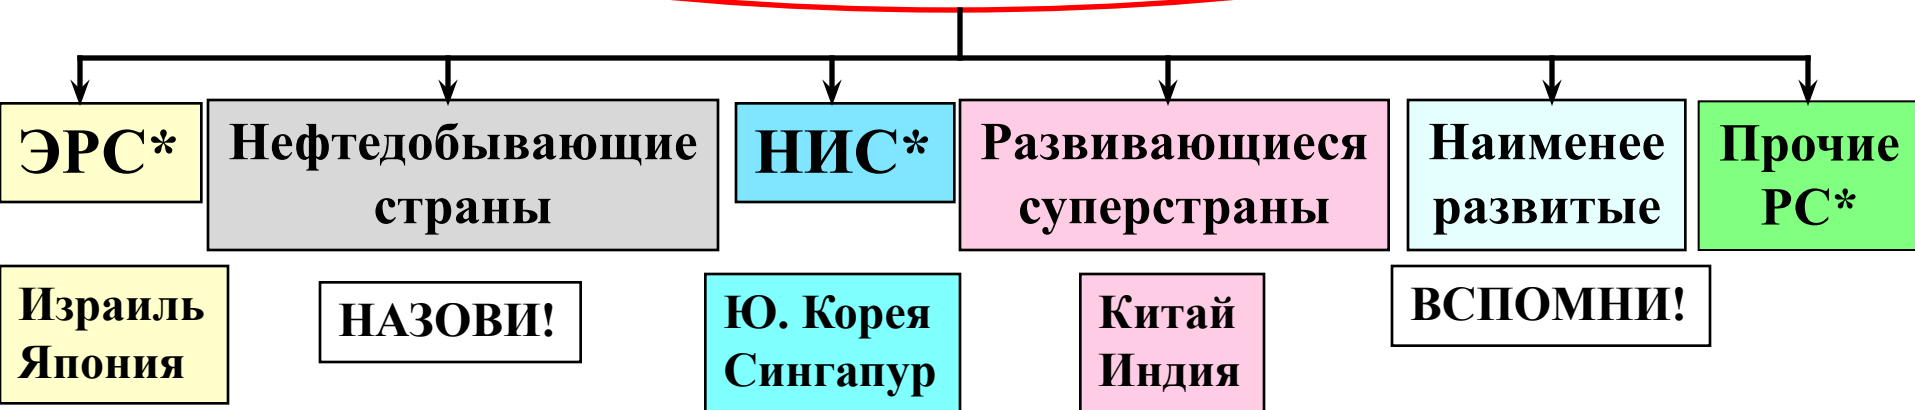 ЭРС*
Нефтедобывающие
страны
НИС*
Развивающиеся
суперстраны
Наименее
развитые
Прочие
РС*
Израиль
Япония
НАЗОВИ!
Ю. Корея
Сингапур
Китай
Индия
ВСПОМНИ!